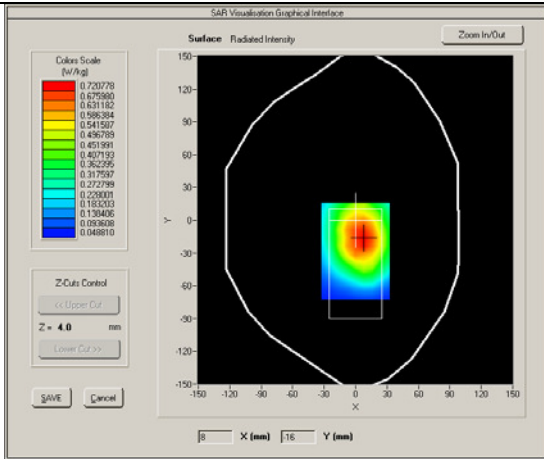 SAR Visualisation Graphical Interface
Surface Radiated Intensity
Zoom In/Out
Colors Scale
(W/kg)
0.720778
0.675980
0.631182
0.586384
0.541587
0.496789
0.451991
0.407193
0.362395
0.317597
0.272799
0.228001
0.183203
0.138406
0.093608
0.048810
150-
120-
90-
60-
30-
0-
-30-
-60-
-90-
-120-
-150-
Y
-150 -120 -90 -60 -30 0 30 60 90 120 150
X
Z-Cuts Control
<< Upper Cut
Z = 4.0 mm
Lower Cut >>
SAVE Cancel
8 X (mm) -16 Y (mm)